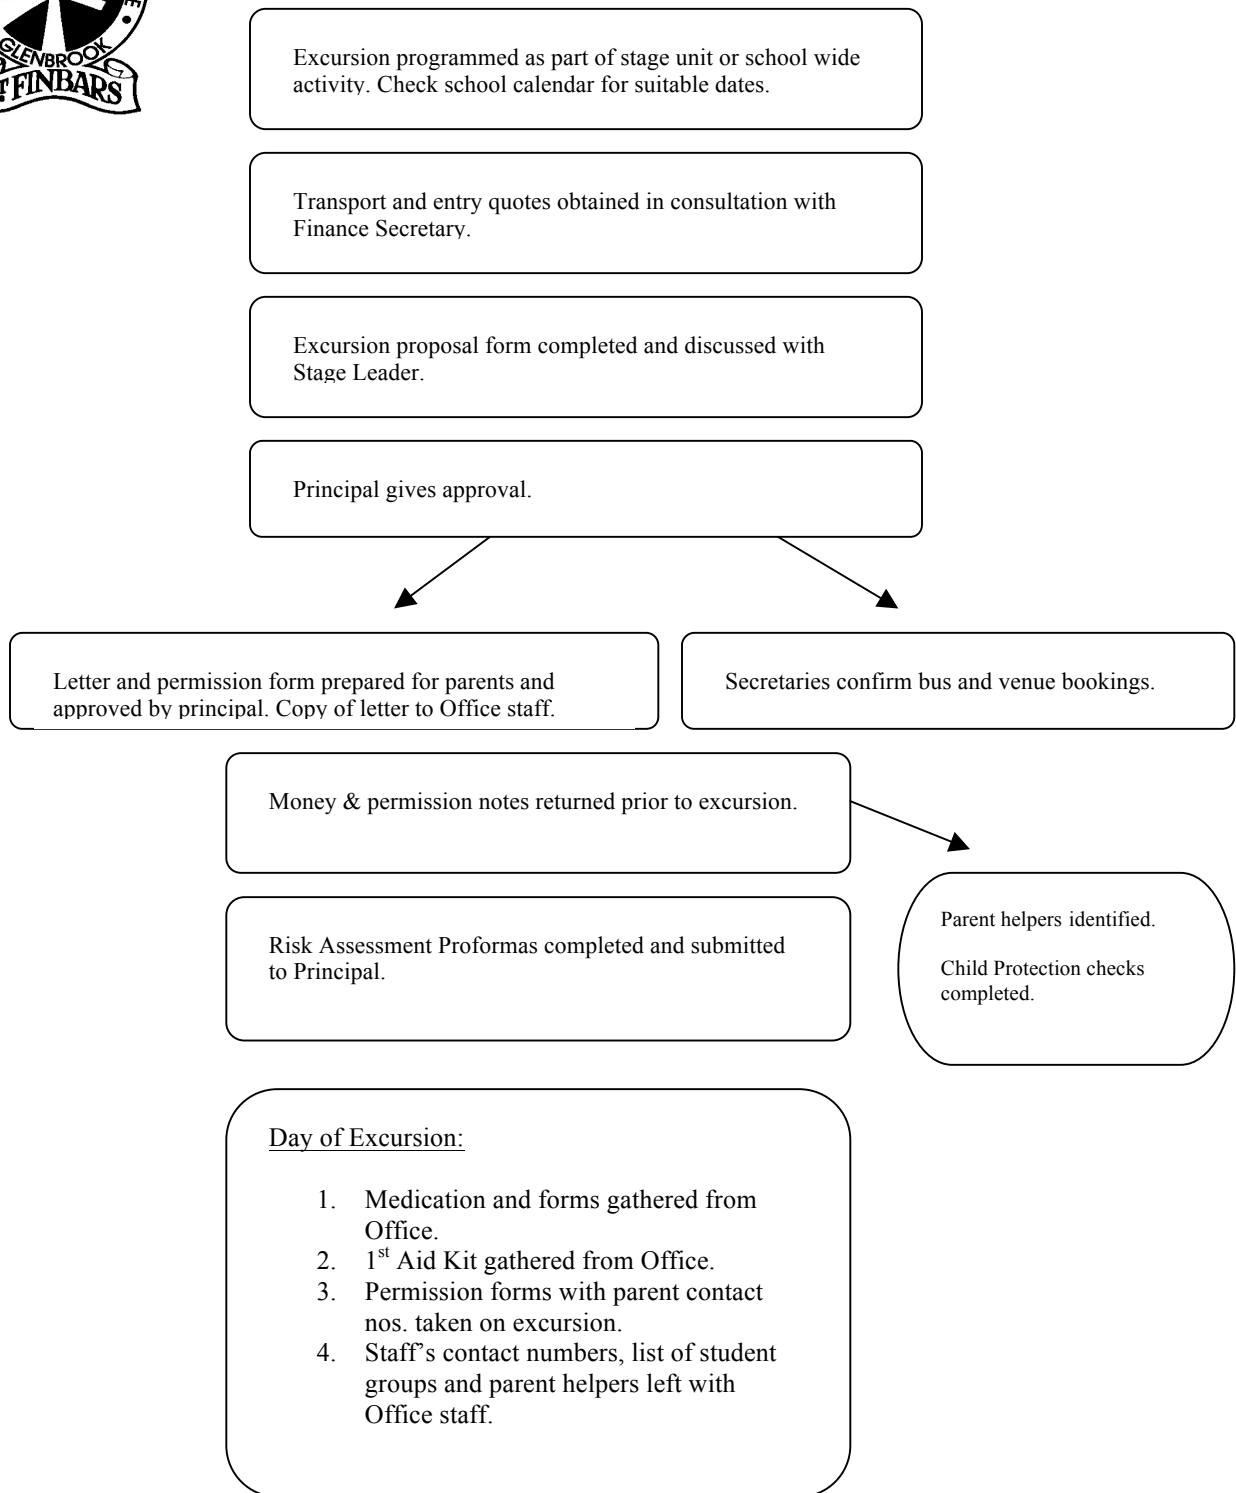 GLENBROOK
FINBARS
Excursion programmed as part of stage unit or school wide
activity. Check school calendar for suitable dates.
Transport and entry quotes obtained in consultation with
Finance Secretary.
Excursion proposal form completed and discussed with
Stage Leader.
Principal gives approval.
Letter and permission form prepared for parents and
approved by principal. Copy of letter to Office staff.
Secretaries confirm bus and venue bookings.
Money & permission notes returned prior to excursion.
Risk Assessment Proformas completed and submitted
to Principal.
Parent helpers identified.
Child Protection checks
completed.
Day of Excursion:
1. Medication and forms gathered from
Office.
2. 1st Aid Kit gathered from Office.
3. Permission forms with parent contact
nos. taken on excursion.
4. Staff’s contact numbers, list of student
groups and parent helpers left with
Office staff.